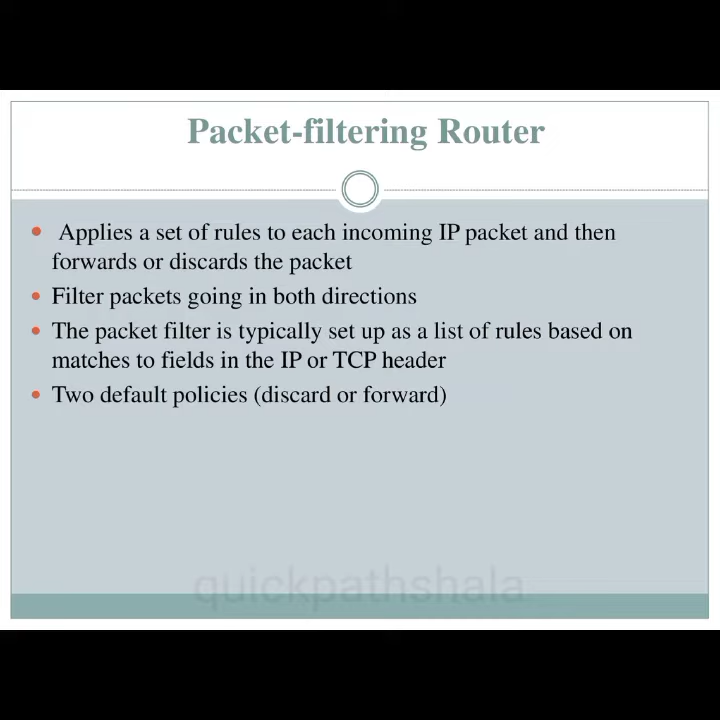 Packet-filtering Router
Applies a set of rules to each incoming IP packet and then
forwards or discards the packet
Filter packets going in both directions
The packet filter is typically set up as a list of rules based on
matches to fields in the IP or TCP header
Two default policies (discard or forward)
quickpathshala